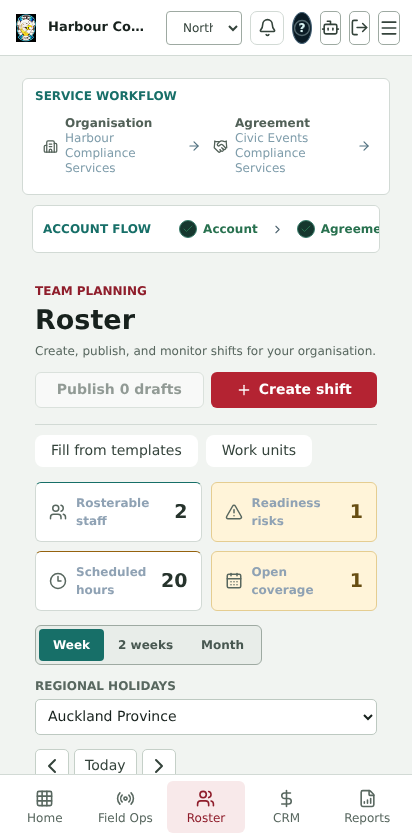 Harbour Co...
North
?
SERVICE WORKFLOW
Organisation
Harbour
Compliance
Services
Agreement
Civic Events
Compliance
Services
ACCOUNT FLOW
Account
Agreeme
TEAM PLANNING
Roster
Create, publish, and monitor shifts for your organisation.
Publish 0 drafts
+ Create shift
Fill from templates
Work units
Rosterable
staff
2
Readiness
risks
1
Scheduled
hours
20
Open
coverage
1
Week
2 weeks
Month
REGIONAL HOLIDAYS
Auckland Province
Today
Home
Field Ops
Roster
CRM
Reports